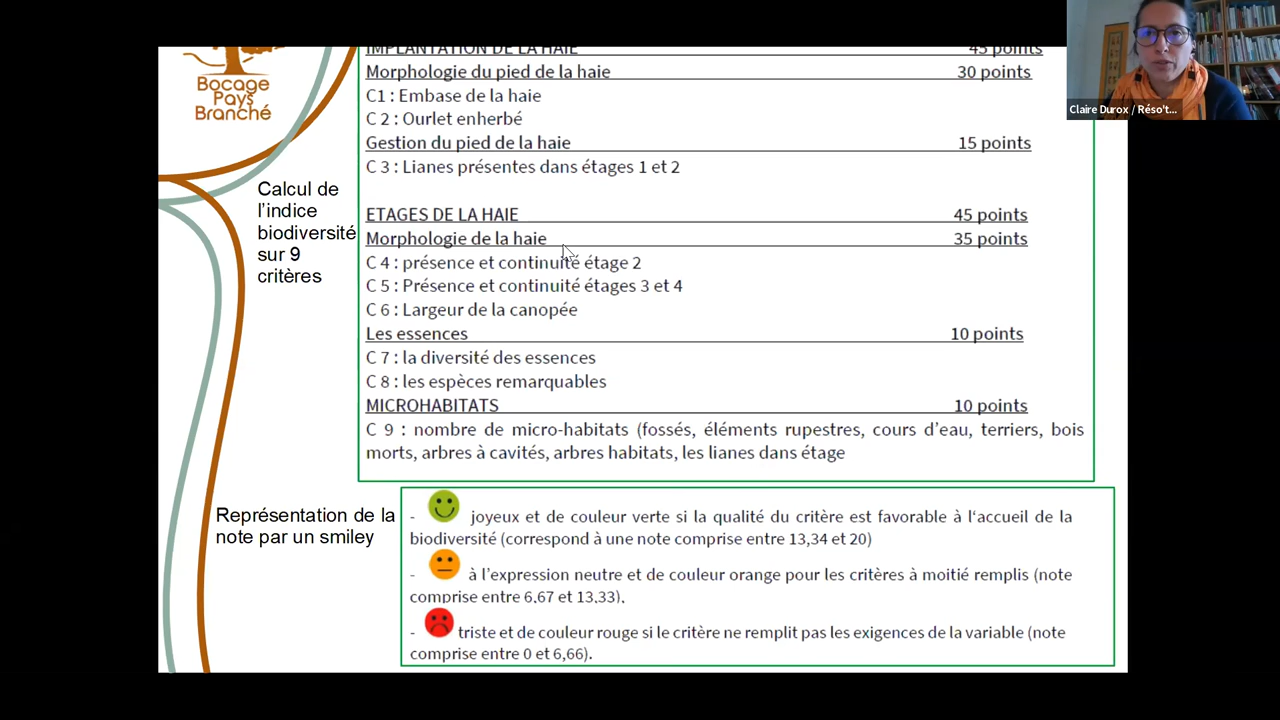 Bocage
Pays
Branché
Claire Durox / Réso't...
IMPLANTATION DE LA HAIE 45 points
Morphologie du pied de la haie 30 points
C1 : Embase de la haie
C 2 : Ourlet enherbé
Gestion du pied de la haie 15 points
C 3 : Lianes présentes dans étages 1 et 2
ETAGES DE LA HAIE 45 points
Morphologie de la haie 35 points
C 4 : présence et continuité étage 2
C 5 : Présence et continuité étages 3 et 4
C 6 : Largeur de la canopée
Les essences 10 points
C 7 : la diversité des essences
C 8 : les espèces remarquables
MICROHABITATS 10 points
C 9 : nombre de micro-habitats (fossés, éléments rupestres, cours d'eau, terriers, bois
morts, arbres à cavités, arbres habitats, les lianes dans étage
Calcul de
l'indice
biodiversité
sur 9
critères
Représentation de la
note par un smiley
- joyeux et de couleur verte si la qualité du critère est favorable à l'accueil de la
biodiversité (correspond à une note comprise entre 13,34 et 20)
- à l'expression neutre et de couleur orange pour les critères à moitié remplis (note
comprise entre 6,67 et 13,33),
- triste et de couleur rouge si le critère ne remplit pas les exigences de la variable (note
comprise entre 0 et 6,66).